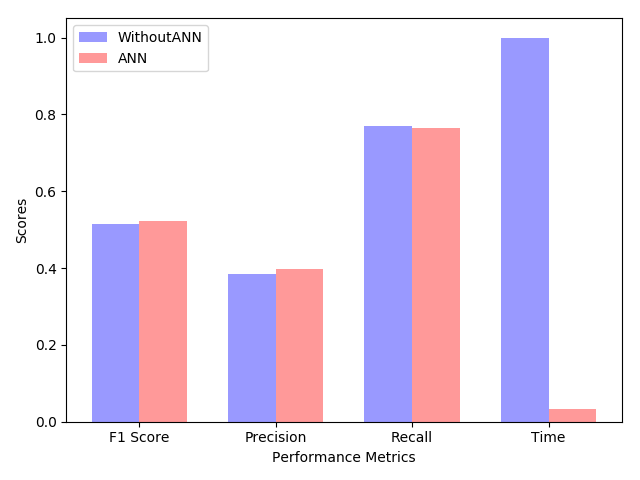 WithoutANN
ANN
1.0
0.8
0.6
0.4
0.2
0.0
Scores
F1 Score Precision Recall Time
Performance Metrics